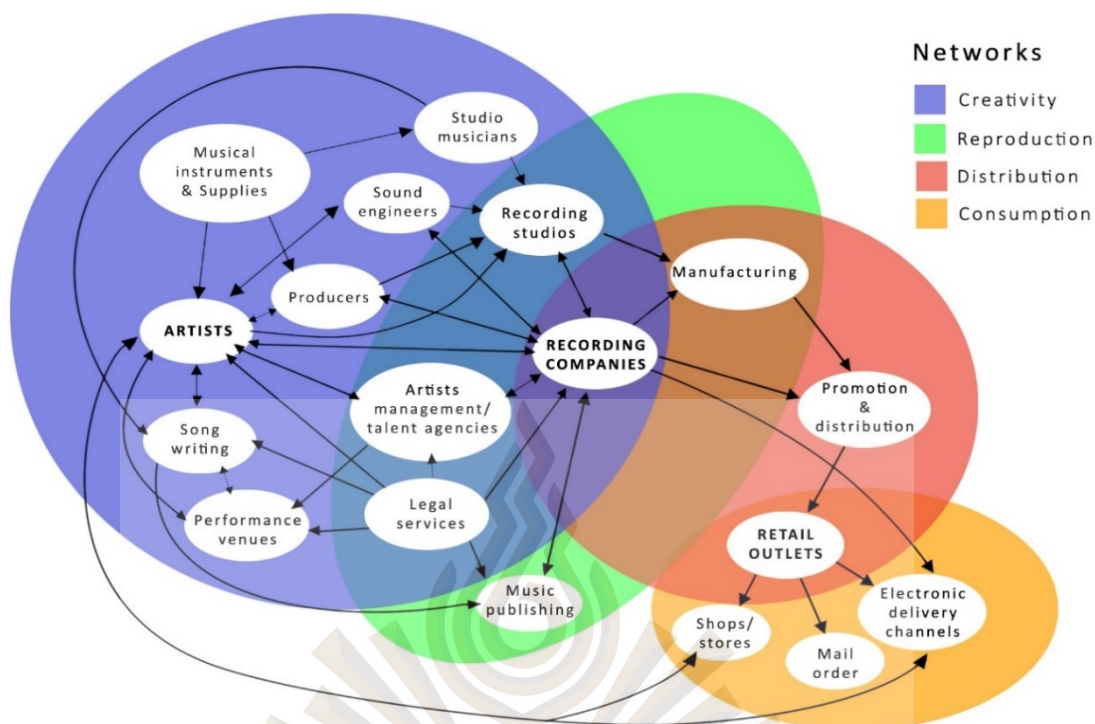 Networks
Creativity
Reproduction
Distribution
Consumption
Studio
musicians
Musical
instruments
& Supplies
Sound
engineers
Recording
studios
Manufacturing
Producers
ARTISTS
RECORDING
COMPANIES
Artists
management/
talent agencies
Promotion
&
distribution
Song
writing
Legal
services
Performance
venues
RETAIL
OUTLETS
Music
publishing
Electronic
delivery
channels
Shops/
stores
Mail
order